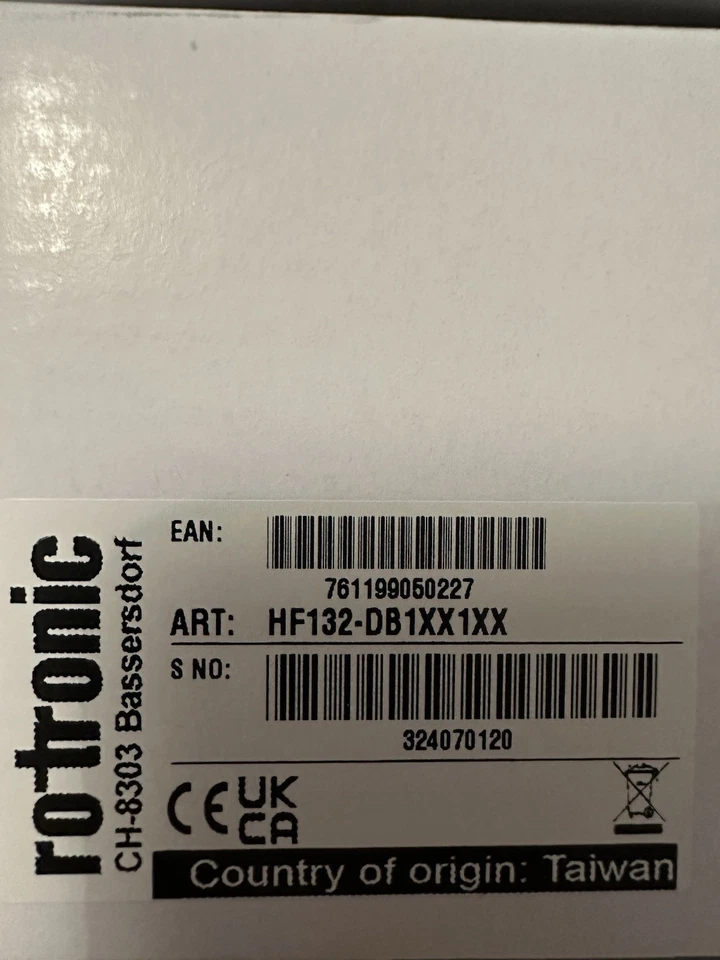 rotronic
CH-8303 Bassersdorf
EAN:
761199050227
ART: HF132-DB1XX1XX
S NO:
324070120
CE UK
CA
Country of origin: Taiwan